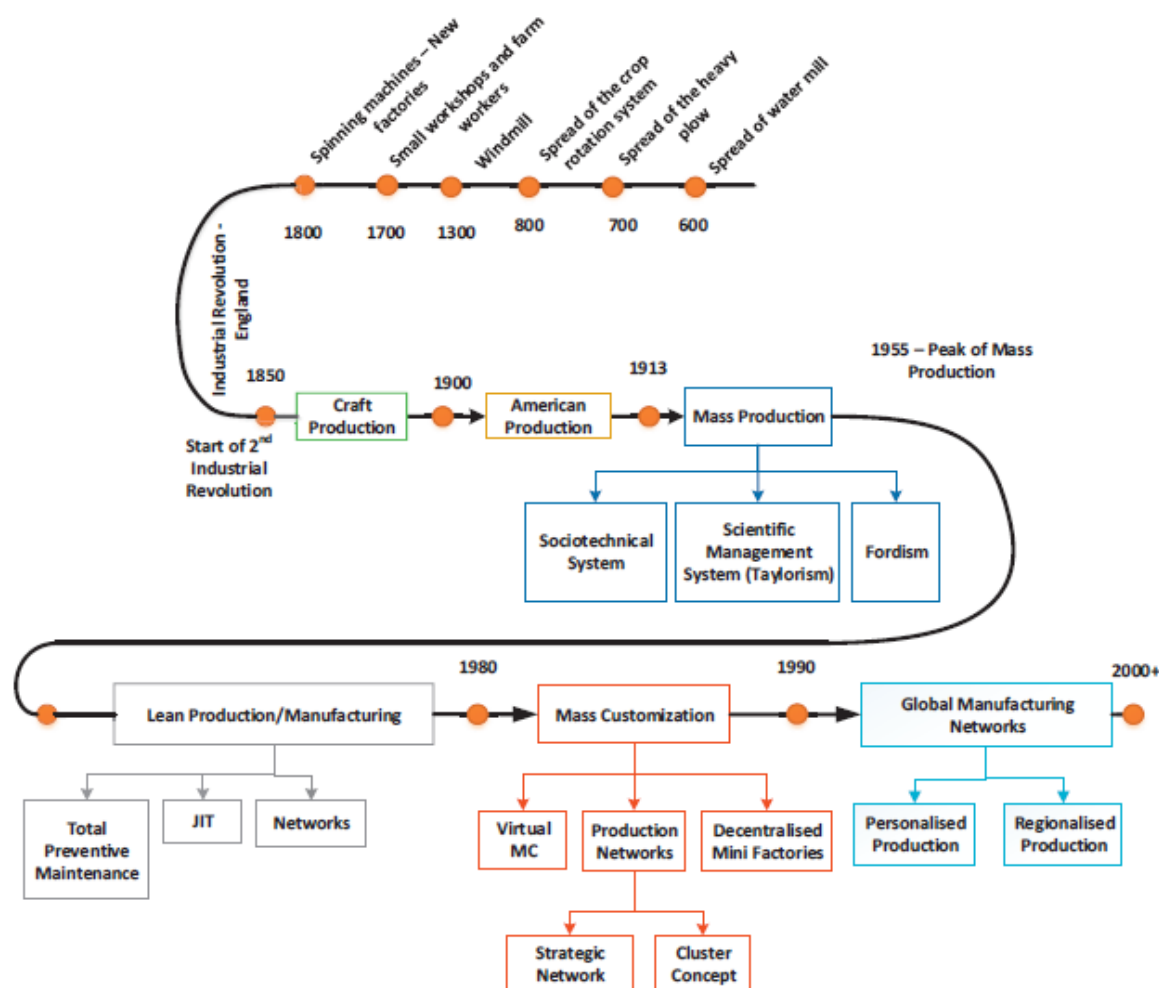 Spinning machines – New
factories
Small workshops and farm
workers
Windmill
Spread of the crop
rotation system
Spread of the heavy
plow
Spread of water mill
1800
1700
1300
800
700
600
Industrial Revolution -
England
1850
Start of 2nd
Industrial
Revolution
Craft
Production
1900
American
Production
1913
Mass Production
1955 – Peak of Mass
Production
Sociotechnical
System
Scientific
Management
System (Taylorism)
Fordism
Lean Production/Manufacturing
1980
Mass Customization
1990
Global Manufacturing
Networks
2000+
Total
Preventive
Maintenance
JIT
Networks
Virtual
MC
Production
Networks
Decentralised
Mini Factories
Personalised
Production
Regionalised
Production
Strategic
Network
Cluster
Concept